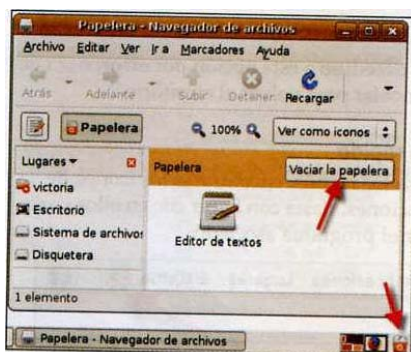 Papelera - Navegador de archivos
Archivo Editar Ver Ir a Marcadores Ayuda
Atrás Adelante Subir Detener Recargar
Papelera 100% Ver como iconos
Lugares Papelera Vaciar la papelera
victoria
Escritorio
Sistema de archivos
Disquetera
Editor de textos
1 elemento
Papelera - Navegador de archivos